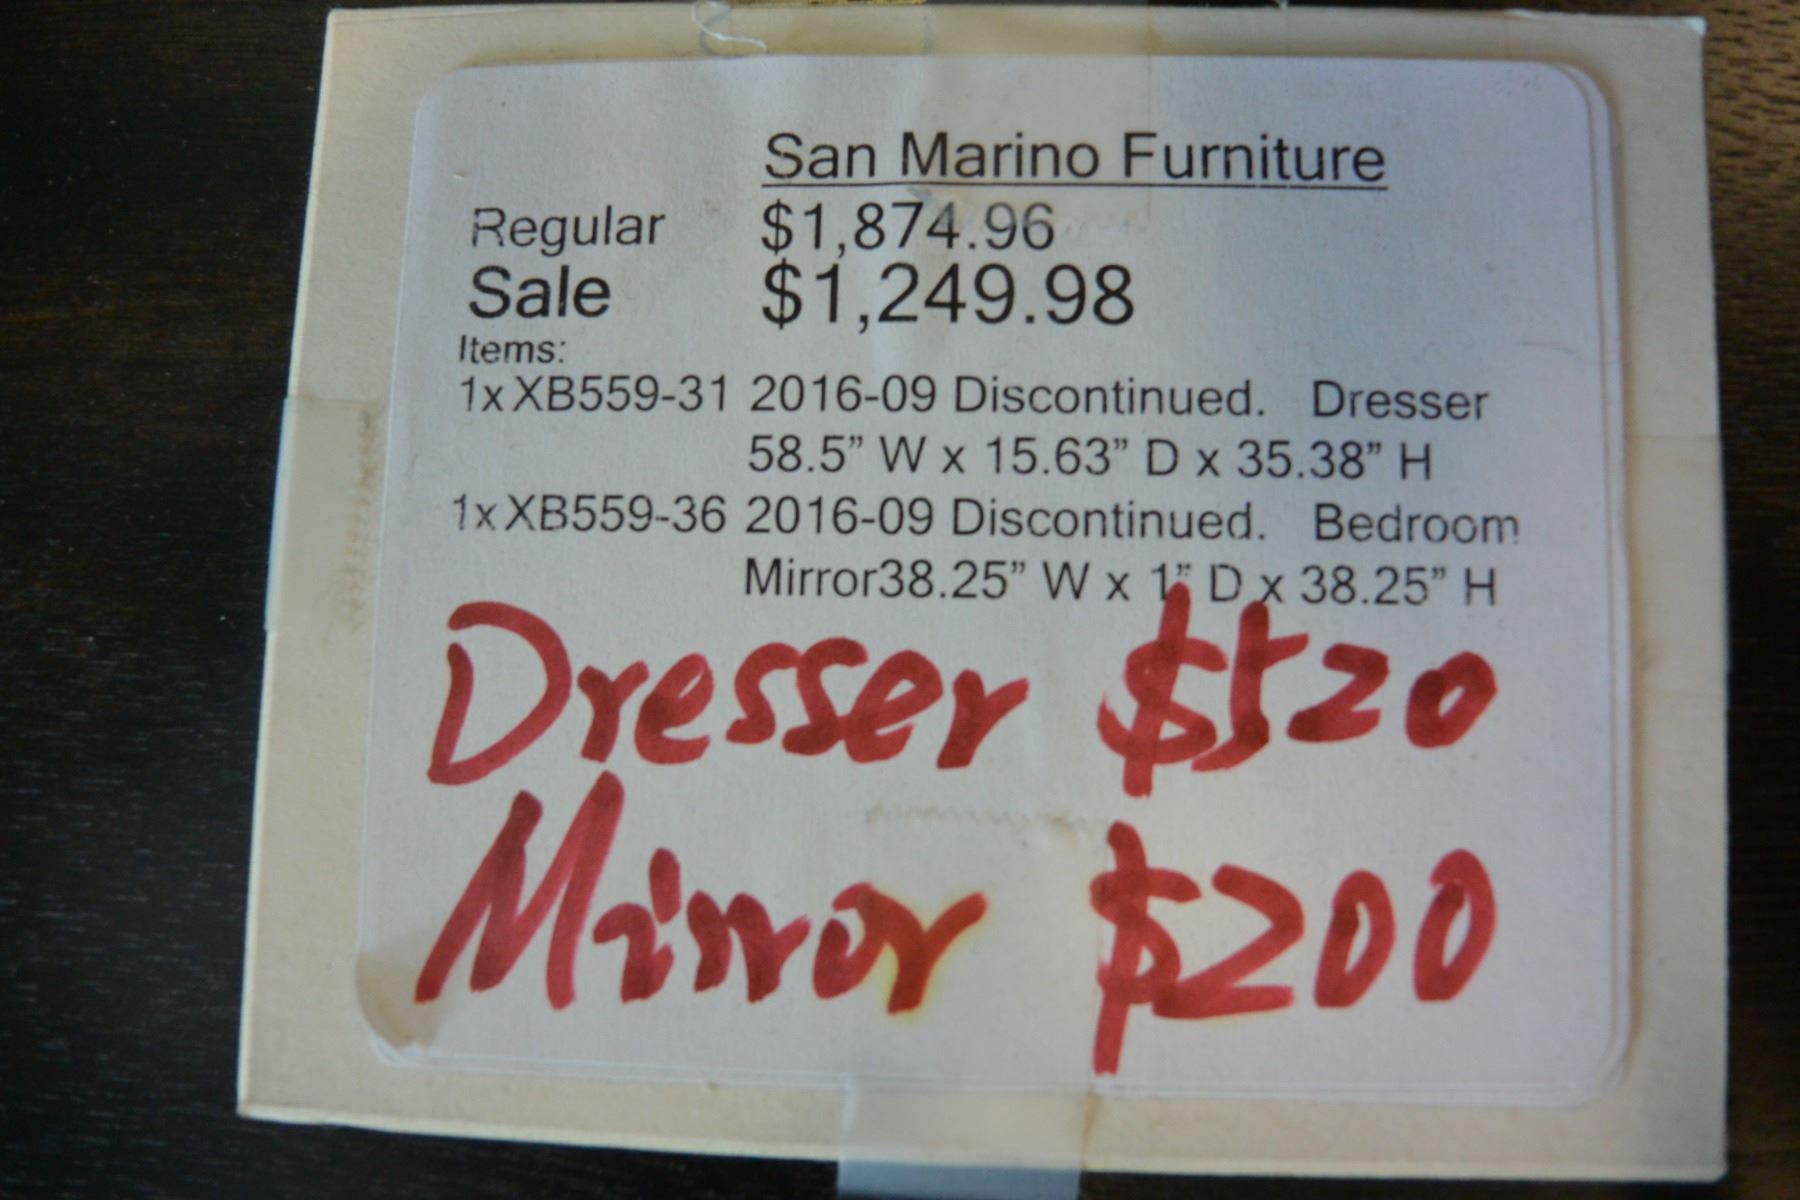 San Marino Furniture
Regular $1,874.96
Sale $1,249.98
Items:
1x XB559-31 2016-09 Discontinued. Dresser
58.5” W x 15.63” D x 35.38” H
1x XB559-36 2016-09 Discontinued. Bedroom
Mirror38.25” W x 1” D x 38.25” H
Dresser $520
Mirror $200